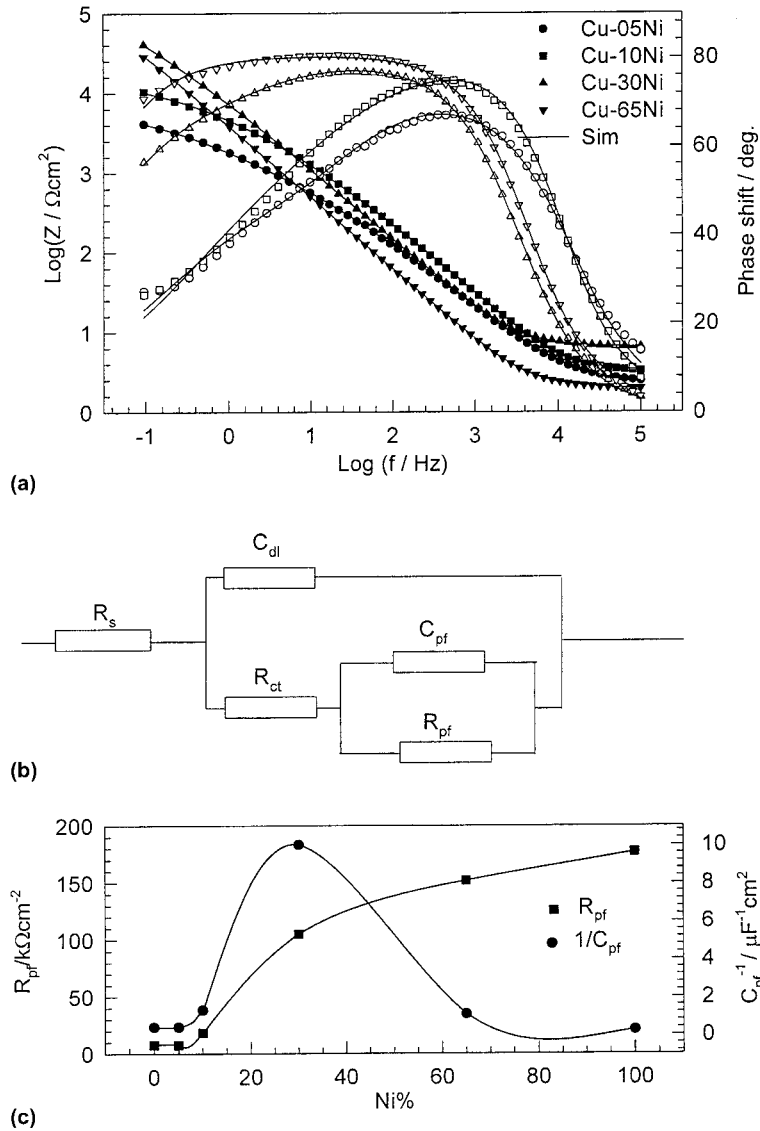 5
4
3
2
1
0
Log(Z / Ωcm²)
-1 0 1 2 3 4 5
Log (f / Hz)
80
60
40
20
0
Phase shift / deg.
Cu-05Ni
Cu-10Ni
Cu-30Ni
Cu-65Ni
Sim
(a)
C_dl
R_s
C_pf
R_ct
R_pf
(b)
200
150
100
50
0
R_pf/kΩcm⁻²
0 20 40 60 80 100
Ni%
10
8
6
4
2
0
C_pf⁻¹ / μF⁻¹cm²
R_pf
1/C_pf
(c)